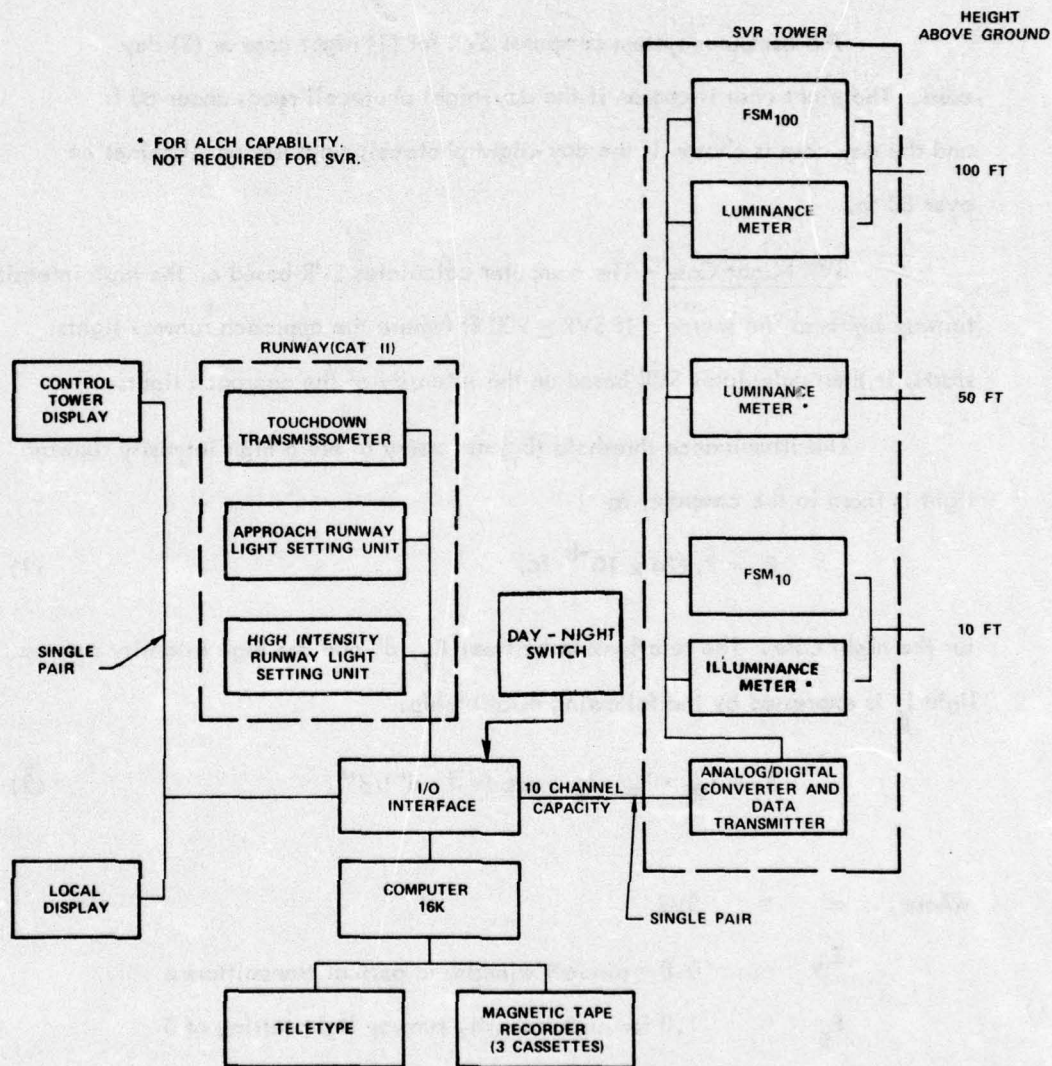 HEIGHT
ABOVE GROUND
SVR TOWER
* FOR ALCH CAPABILITY
NOT REQUIRED FOR SVR.
FSM100
100 FT
LUMINANCE
METER
RUNWAY(CAT II)
CONTROL
TOWER
DISPLAY
TOUCHDOWN
TRANSMISSOMETER
LUMINANCE
METER *
50 FT
APPROACH RUNWAY
LIGHT SETTING UNIT
FSM10
SINGLE
PAIR
HIGH INTENSITY
RUNWAY LIGHT
SETTING UNIT
DAY - NIGHT
SWITCH
10 FT
ILLUMINANCE
METER *
I/O
INTERFACE
10 CHANNEL
CAPACITY
ANALOG/DIGITAL
CONVERTER AND
DATA
TRANSMITTER
LOCAL
DISPLAY
COMPUTER
16K
SINGLE PAIR
TELETYPE
MAGNETIC TAPE
RECORDER
(3 CASSETTES)